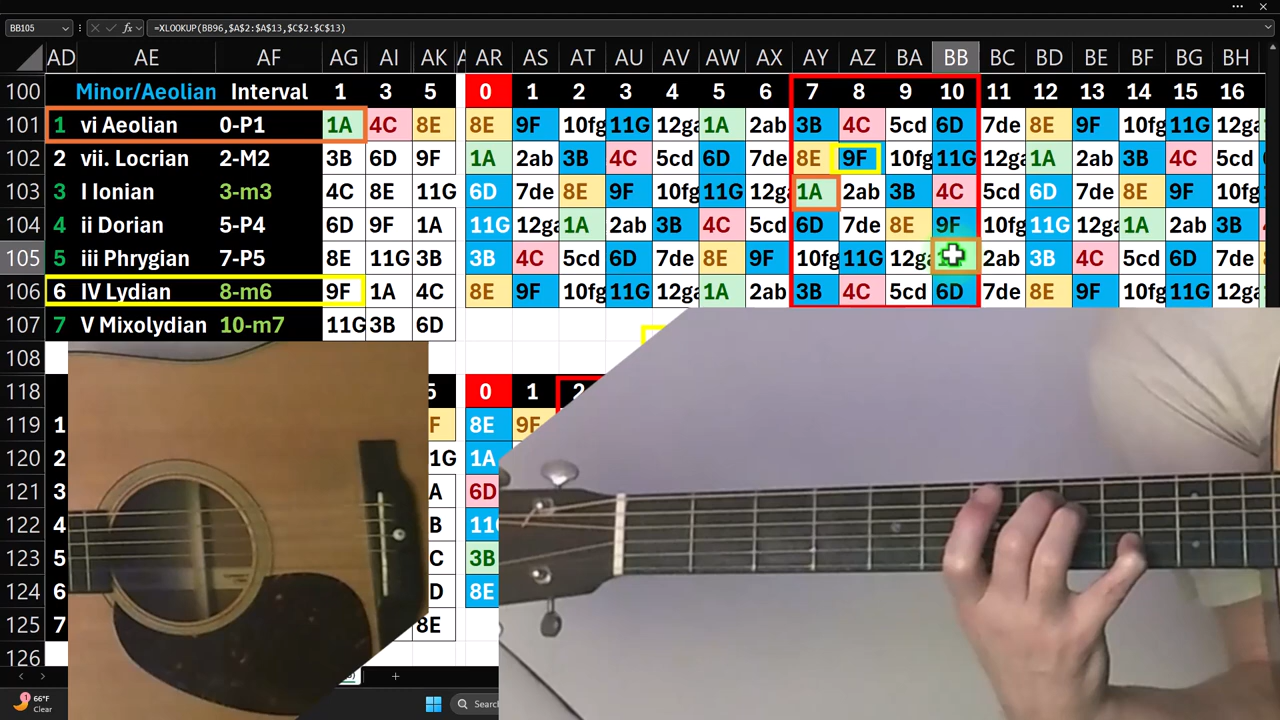 BB105 fx =XLOOKUP(BB96,$A$2:$A$13,$C$2:$C$13)
AD AE AF AG AI AK A AR AS AT AU AV AW AX AY AZ BA BB BC BD BE BF BG BH
100 Minor/Aeolian Interval 1 3 5 0 1 2 3 4 5 6 7 8 9 10 11 12 13 14 15 16
101 1 vi Aeolian 0-P1 1A 4C 8E 8E 9F 10fg 11G 12ga 1A 2ab 3B 4C 5cd 6D 7de 8E 9F 10fg 11G 12ga
102 2 vii. Locrian 2-M2 3B 6D 9F 1A 2ab 3B 4C 5cd 6D 7de 8E 9F 10fg 11G 12ga 1A 2ab 3B 4C 5cd
103 3 I Ionian 3-m3 4C 8E 11G 6D 7de 8E 9F 10fg 11G 12ga 1A 2ab 3B 4C 5cd 6D 7de 8E 9F 10fg
104 4 ii Dorian 5-P4 6D 9F 1A 11G 12ga 1A 2ab 3B 4C 5cd 6D 7de 8E 9F 10fg 11G 12ga 1A 2ab 3B
105 5 iii Phrygian 7-P5 8E 11G 3B 3B 4C 5cd 6D 7de 8E 9F 10fg 11G 12ga 2ab 3B 4C 5cd 6D 7de 8E
106 6 IV Lydian 8-m6 9F 1A 4C 8E 9F 10fg 11G 12ga 1A 2ab 3B 4C 5cd 6D 7de 8E 9F 10fg 11G 12ga
107 7 V Mixolydian 10-m7 11G 3B 6D
108
118 5 0 1 2
119 1 F 8E 9F
120 2 1G 1A
121 3 A 6D
122 4 B 11G
123 5 C 3B
124 6 D 8E
125 7 8E
126
66°F
Clear
Search